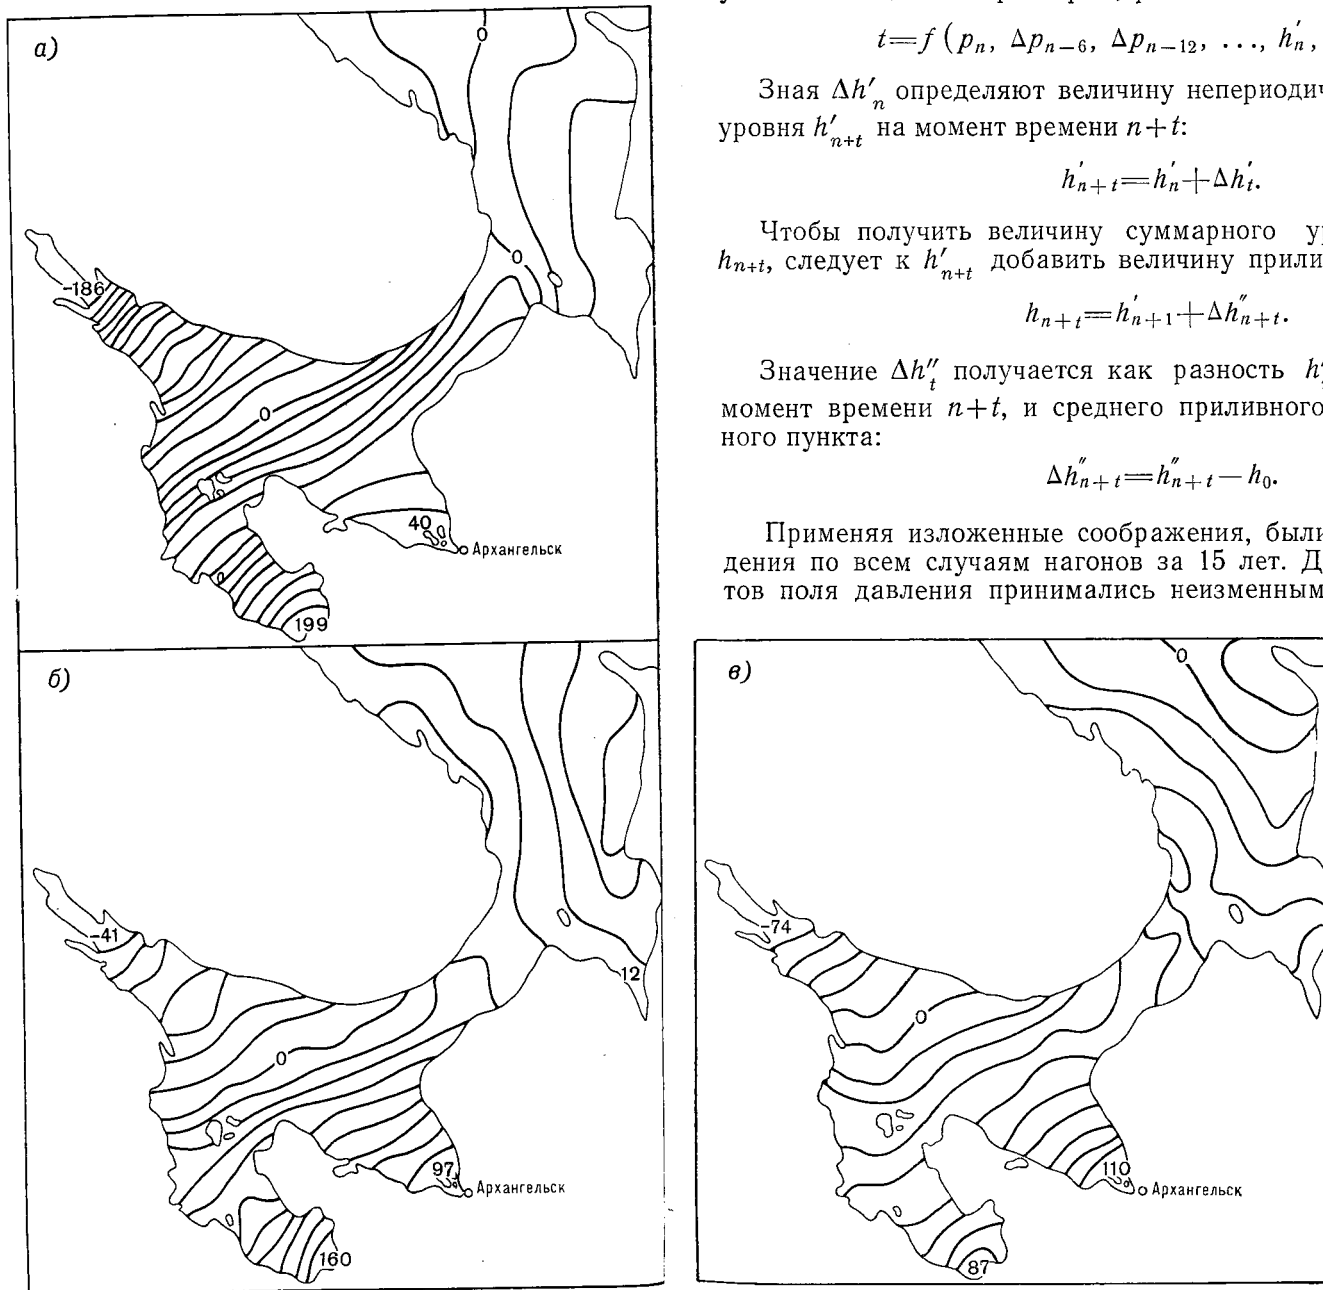 t=f (pₙ, Δpₙ₋₆, Δpₙ₋₁₂, ..., h′ₙ,
Зная Δh′ₙ определяют величину непериодич
уровня h′ₙ₊ₜ на момент времени n+t:
h′ₙ₊ₜ=h′ₙ+Δh′ₜ.
Чтобы получить величину суммарного у
hₙ₊ₜ, следует к h′ₙ₊ₜ добавить величину прили
hₙ₊ₜ=h′ₙ₊₁+Δh″ₙ₊ₜ.
Значение Δh″ₜ получается как разность h′
момент времени n+t, и среднего приливного
ного пункта:
Δh″ₙ₊ₜ=h″ₙ₊ₜ—h₀.
Применяя изложенные соображения, были
дения по всем случаям нагонов за 15 лет. Д
тов поля давления принимались неизменным
а)
0
0
0
-186
0
40
Архангельск
199
б)
0
-41
12
0
97
Архангельск
160
в)
0
-74
0
0
110
Архангельск
87